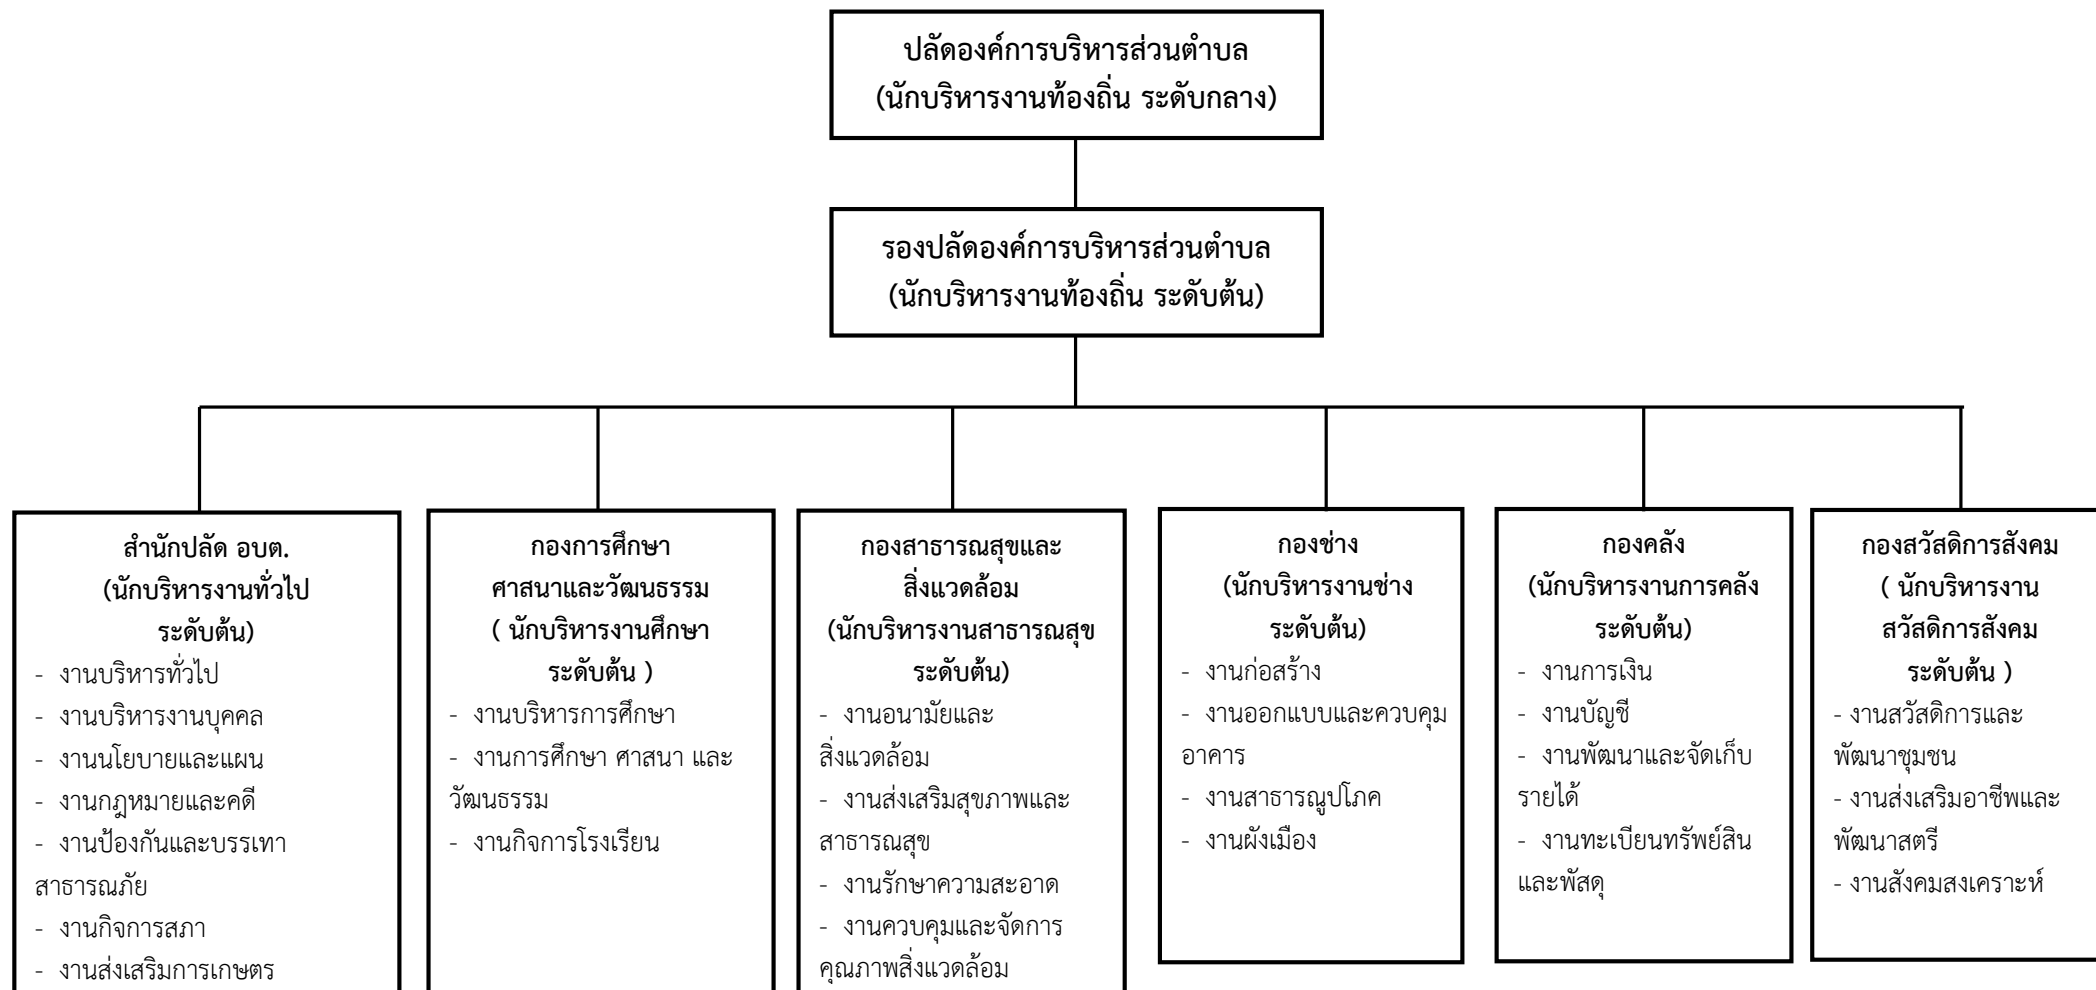 ปลัดองค์การบริหารส่วนตำบล
(นักบริหารงานท้องถิ่น ระดับกลาง)
รองปลัดองค์การบริหารส่วนตำบล
(นักบริหารงานท้องถิ่น ระดับต้น)
สำนักปลัด อบต.
(นักบริหารงานทั่วไป
ระดับต้น)
- งานบริหารทั่วไป
- งานบริหารงานบุคคล
- งานนโยบายและแผน
- งานกฎหมายและคดี
- งานป้องกันและบรรเทา
สาธารณภัย
- งานกิจการสภา
- งานส่งเสริมการเกษตร
กองการศึกษา
ศาสนาและวัฒนธรรม
( นักบริหารงานศึกษา
ระดับต้น )
- งานบริหารการศึกษา
- งานการศึกษา ศาสนา และ
วัฒนธรรม
- งานกิจการโรงเรียน
กองสาธารณสุขและ
สิ่งแวดล้อม
(นักบริหารงานสาธารณสุข
ระดับต้น)
- งานอนามัยและ
สิ่งแวดล้อม
- งานส่งเสริมสุขภาพและ
สาธารณสุข
- งานรักษาความสะอาด
- งานควบคุมและจัดการ
คุณภาพสิ่งแวดล้อม
กองช่าง
(นักบริหารงานช่าง
ระดับต้น)
- งานก่อสร้าง
- งานออกแบบและควบคุม
อาคาร
- งานสาธารณูปโภค
- งานผังเมือง
กองคลัง
(นักบริหารงานการคลัง
ระดับต้น)
- งานการเงิน
- งานบัญชี
- งานพัฒนาและจัดเก็บ
รายได้
- งานทะเบียนทรัพย์สิน
และพัสดุ
กองสวัสดิการสังคม
( นักบริหารงาน
สวัสดิการสังคม
ระดับต้น )
- งานสวัสดิการและ
พัฒนาชุมชน
- งานส่งเสริมอาชีพและ
พัฒนาสตรี
- งานสังคมสงเคราะห์